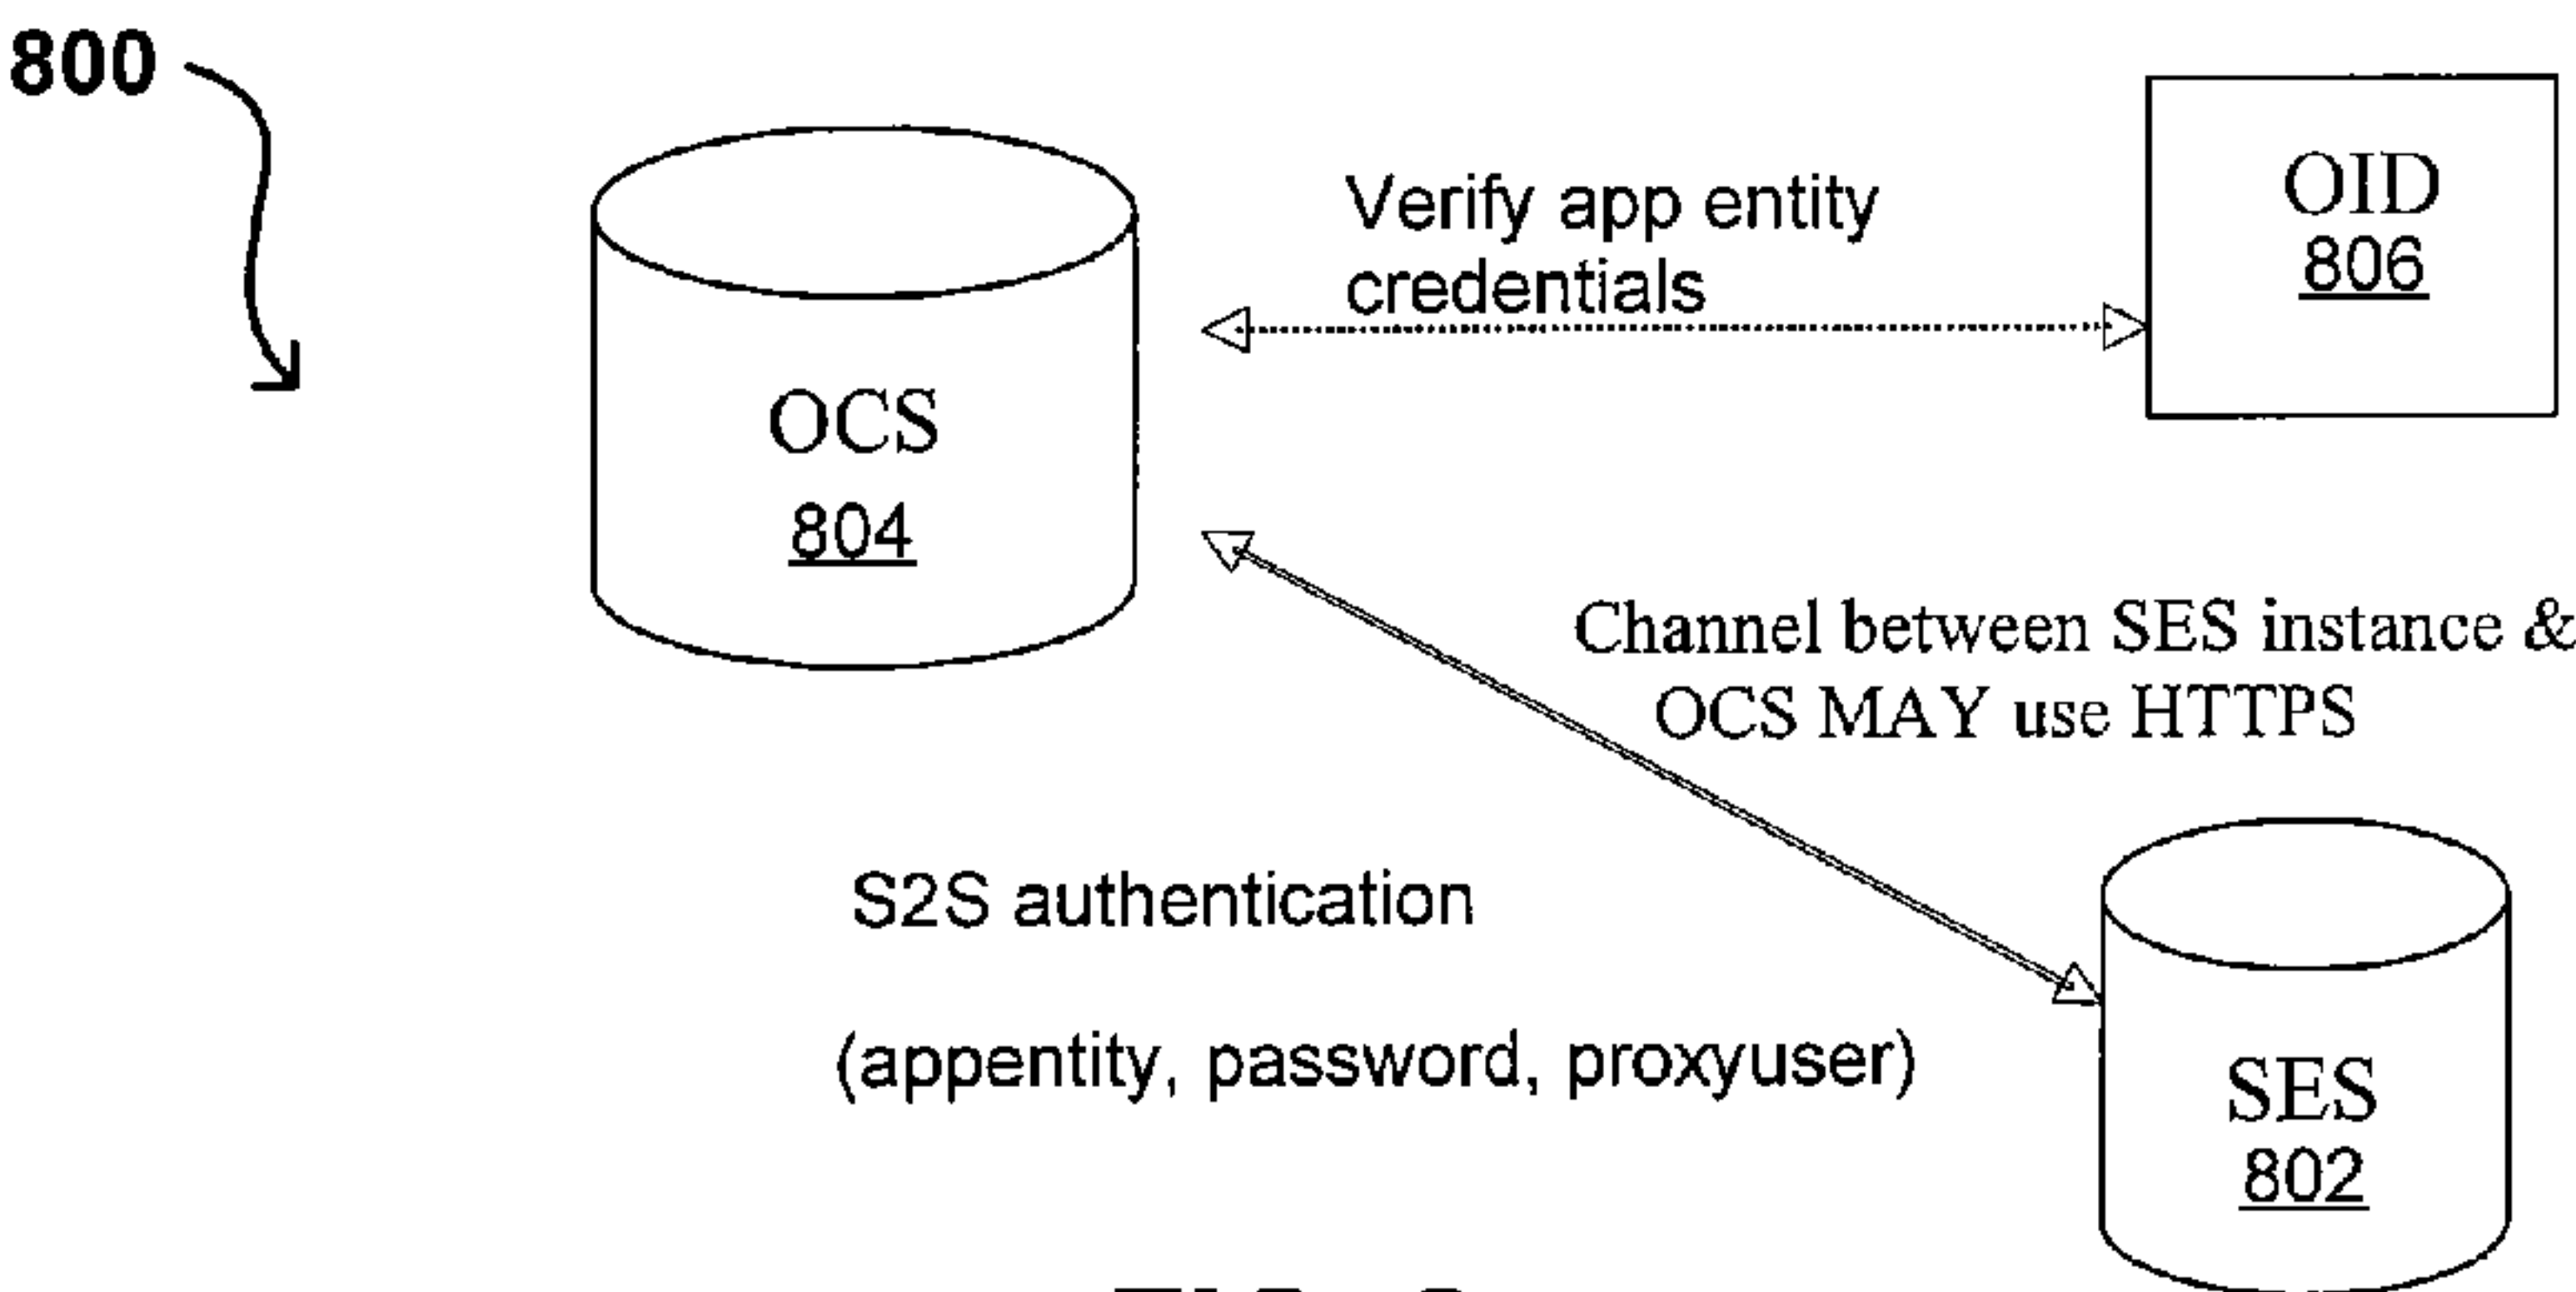 800
Verify app entity
credentials
OID
806
OCS
804
Channel between SES instance &
OCS MAY use HTTPS
S2S authentication
(appentity, password, proxyuser)
SES
802